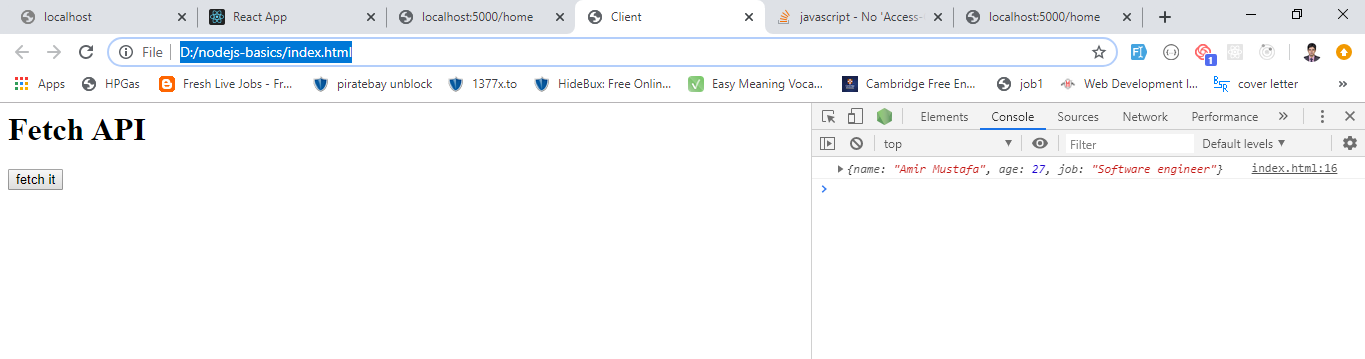 localhost
React App
localhost:5000/home
Client
javascript - No 'Access-
localhost:5000/home
File
D:/nodejs-basics/index.html
1
Apps
HPGas
Fresh Live Jobs - Fr...
piratebay unblock
1377x.to
HideBux: Free Onlin...
Easy Meaning Voca...
Cambridge Free En...
job1
Web Development I...
cover letter
»
Fetch API
fetch it
Elements
Console
Sources
Network
Performance
»
top
Filter
Default levels
{name: "Amir Mustafa", age: 27, job: "Software engineer"}
index.html:16